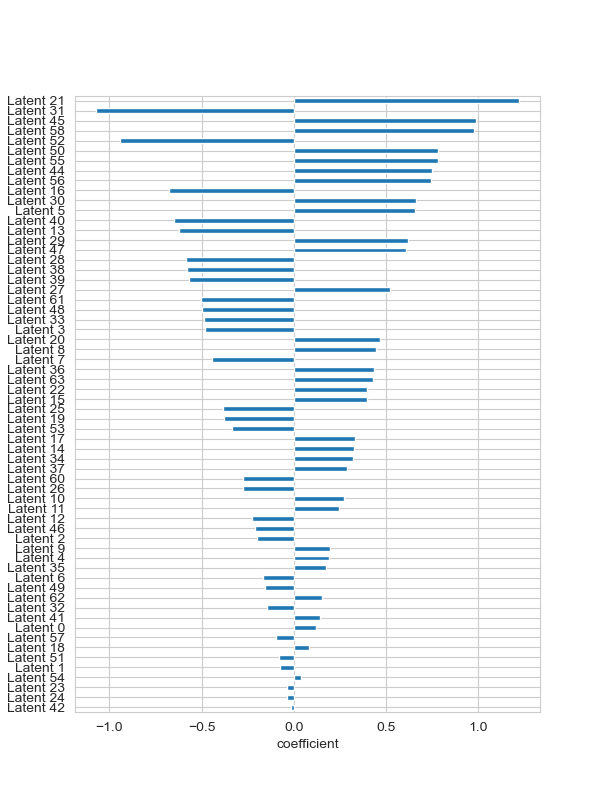 Latent 21
Latent 31
Latent 45
Latent 58
Latent 52
Latent 50
Latent 55
Latent 44
Latent 56
Latent 16
Latent 30
Latent 5
Latent 40
Latent 13
Latent 29
Latent 47
Latent 28
Latent 38
Latent 39
Latent 27
Latent 61
Latent 48
Latent 33
Latent 3
Latent 20
Latent 8
Latent 7
Latent 36
Latent 63
Latent 22
Latent 15
Latent 25
Latent 19
Latent 53
Latent 17
Latent 14
Latent 34
Latent 37
Latent 60
Latent 26
Latent 10
Latent 11
Latent 12
Latent 46
Latent 2
Latent 9
Latent 4
Latent 35
Latent 6
Latent 49
Latent 62
Latent 32
Latent 41
Latent 0
Latent 57
Latent 18
Latent 51
Latent 1
Latent 54
Latent 23
Latent 24
Latent 42
−1.0 −0.5 0.0 0.5 1.0
coefficient